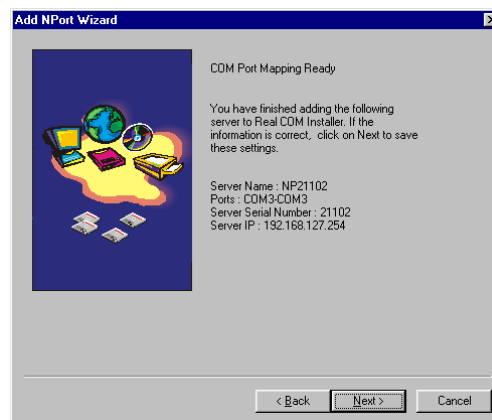 Add NPort Wizard
COM Port Mapping Ready
You have finished adding the following
server to Real COM Installer. If the
information is correct, click on Next to save
these settings.
Server Name : NP21102
Ports : COM3-COM3
Server Serial Number : 21102
Server IP : 192.168.127.254
< Back
Next >
Cancel